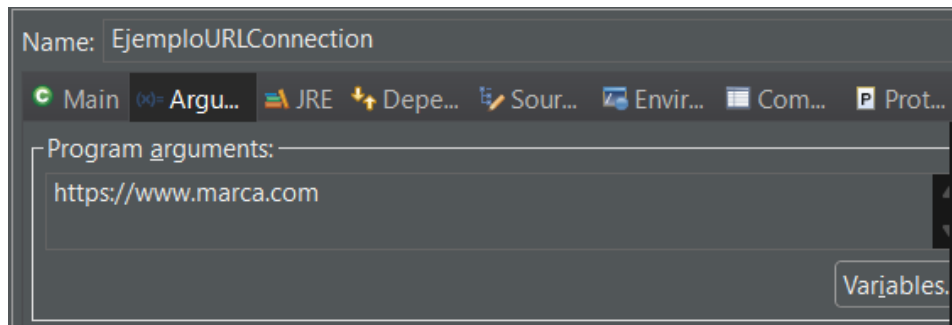 Name: EjemploURLConnection
Main (x)= Argu... JRE Depe... Sour... Envir... Com... P Prot...
Program arguments:
https://www.marca.com
Variables.